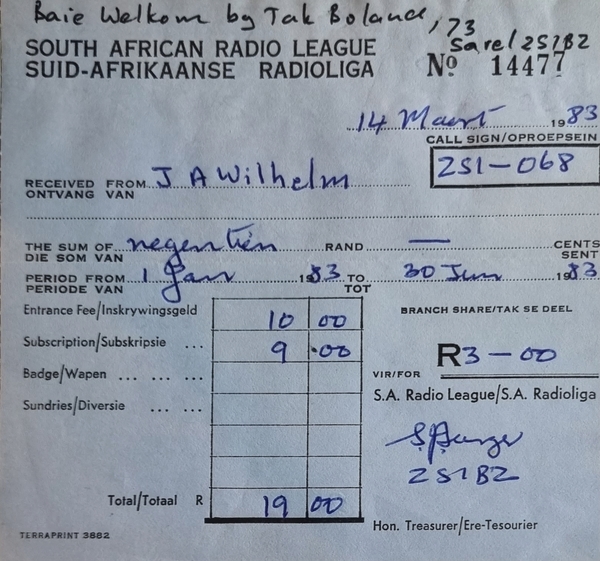 Baie Welkom by Tak Boland, 73
Sarel ZS1BZ
SOUTH AFRICAN RADIO LEAGUE
SUID-AFRIKAANSE RADIOLIGA
No 14477
14 Maart 1983
CALL SIGN/OPROEPSEIN
ZS1-068
RECEIVED FROM J A Wilhelm
ONTVANG VAN
THE SUM OF negentien RAND — CENTS
DIE SOM VAN SENT
PERIOD FROM 1 Jan 1983 TO 30 Jun 1983
PERIODE VAN TOT
Entrance Fee/Inskrywingsgeld 10 00
BRANCH SHARE/TAK SE DEEL
Subscription/Subskripsie ... 9 .00
R3-00
Badge/Wapen ... ... ...
VIR/FOR
S.A. Radio League/S.A. Radioliga
Sundries/Diversie ... ...
ZS1BZ
Total/Totaal R 19 00
Hon. Treasurer/Ere-Tesourier
TERRAPRINT 3882